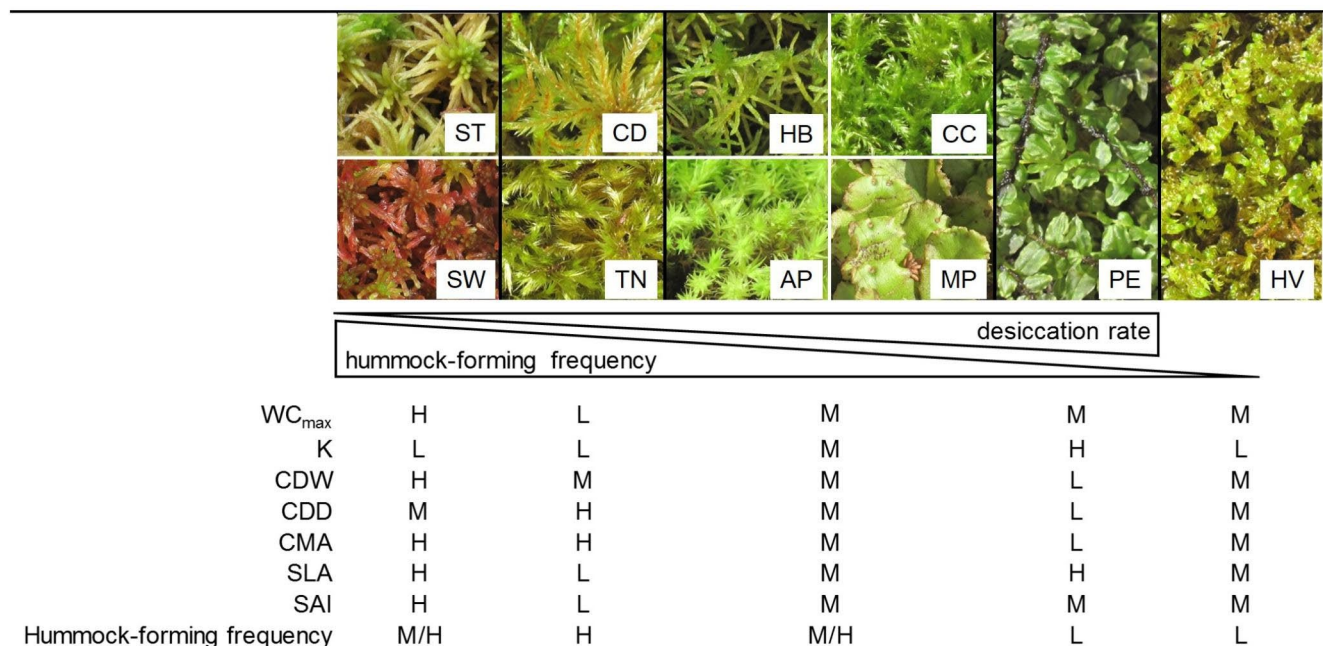 ST CD HB CC
SW TN AP MP PE HV
desiccation rate
hummock-forming frequency
WCmax H L M M M
K L L M H L
CDW H M M L M
CDD M H M L M
CMA H H M L M
SLA H L M H M
SAI H L M M M
Hummock-forming frequency M/H H M/H L L